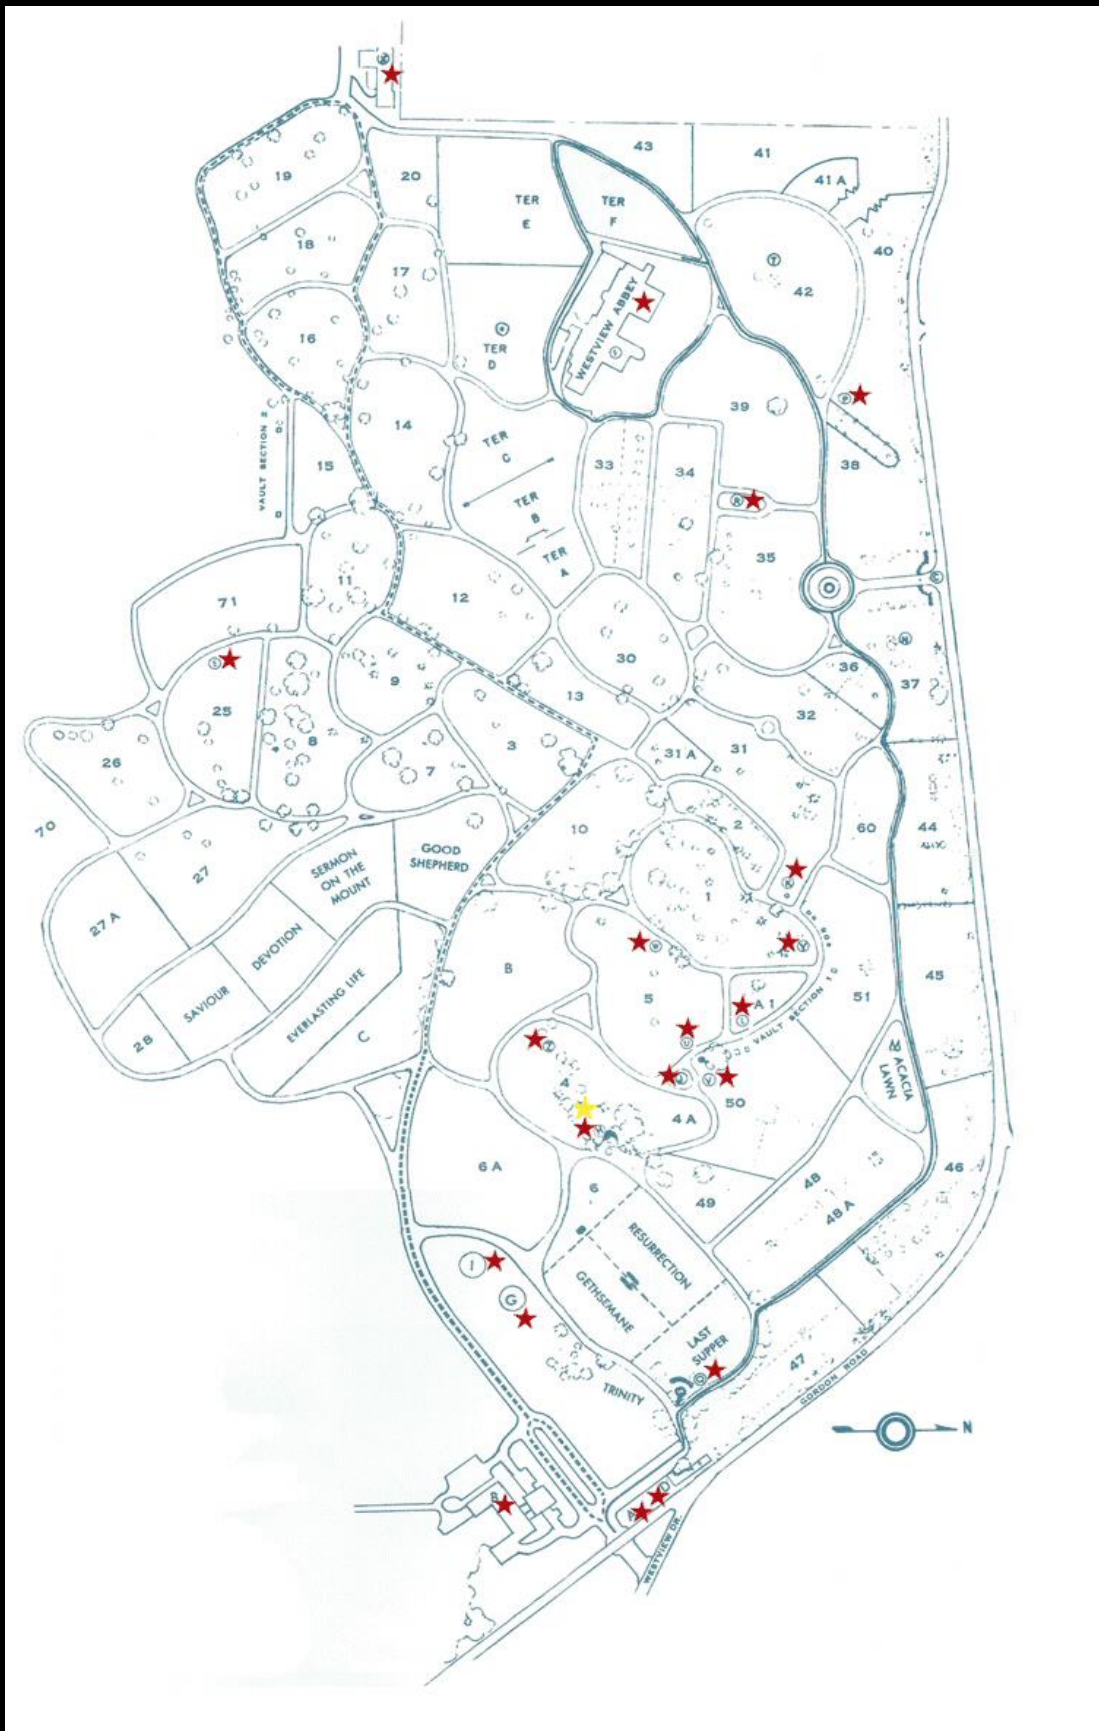 43
41
41 A
19
20
TER
E
TER
F
40
18
17
42
WESTVIEW ABBEY
16
TER
D
39
14
TER
C
VAULT SECTION 2
15
33
34
38
TER
B
R
TER
A
35
11
71
12
C
30
36
37
H
9
13
25
8
3
32
26
31 A
31
7
70
10
2
60
44
27
SERMON
ON THE
MOUNT
GOOD
SHEPHERD
1
27 A
DEVOTION
B
5
51
45
SAVIOUR
EVERLASTING LIFE
A 1
L
28
C
VAULT SECTION 1
U
Z
ACACIA
LAWN
4
V
50
4 A
6 A
6
49
48
46
48 A
RESURRECTION
I
GETHSEMANE
G
LAST
SUPPER
47
TRINITY
GORDON ROAD
N
B
D
A
WESTVIEW DR.